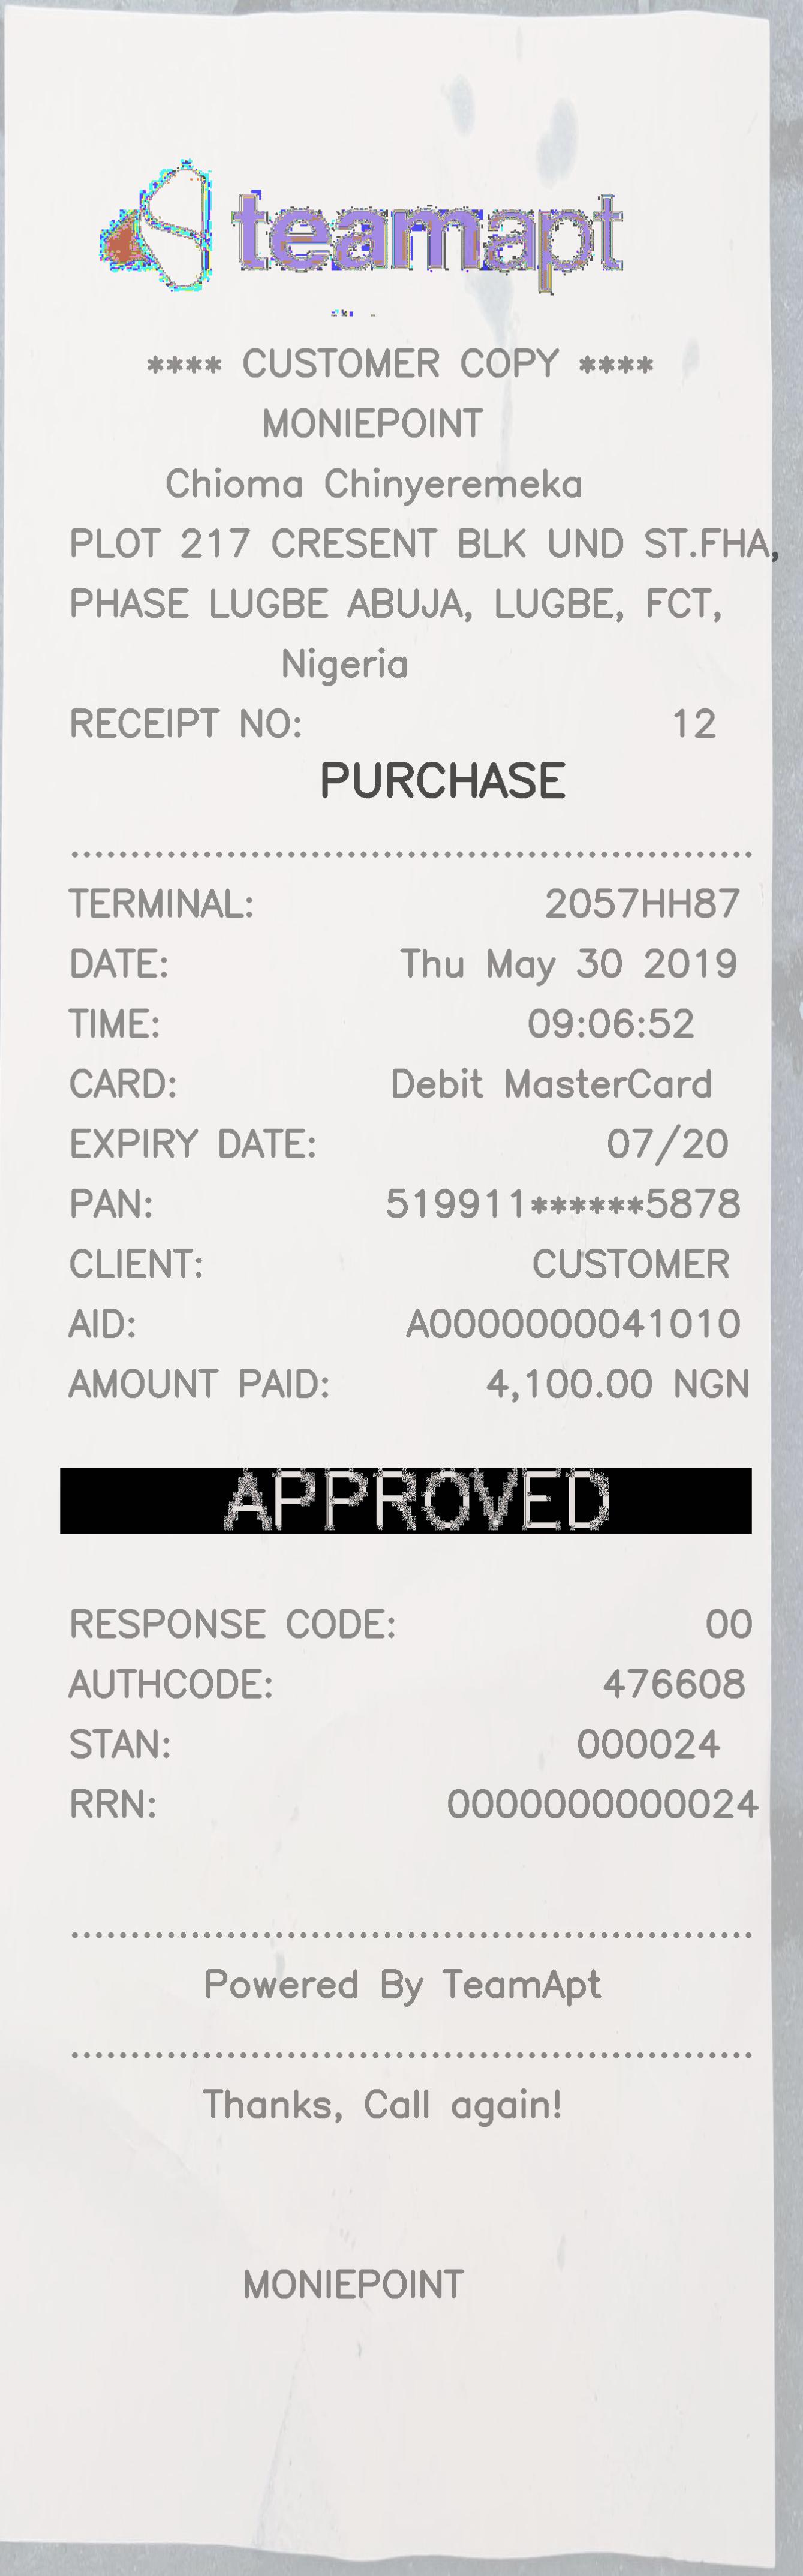 teamapt
**** CUSTOMER COPY ****
MONIEPOINT
Chioma Chinyeremeka
PLOT 217 CRESENT BLK UND ST.FHA,
PHASE LUGBE ABUJA, LUGBE, FCT,
Nigeria
RECEIPT NO: 12
PURCHASE
TERMINAL: 2057HH87
DATE: Thu May 30 2019
TIME: 09:06:52
CARD: Debit MasterCard
EXPIRY DATE: 07/20
PAN: 519911******5878
CLIENT: CUSTOMER
AID: A0000000041010
AMOUNT PAID: 4,100.00 NGN
APPROVED
RESPONSE CODE: 00
AUTHCODE: 476608
STAN: 000024
RRN: 0000000000024
Powered By TeamApt
Thanks, Call again!
MONIEPOINT